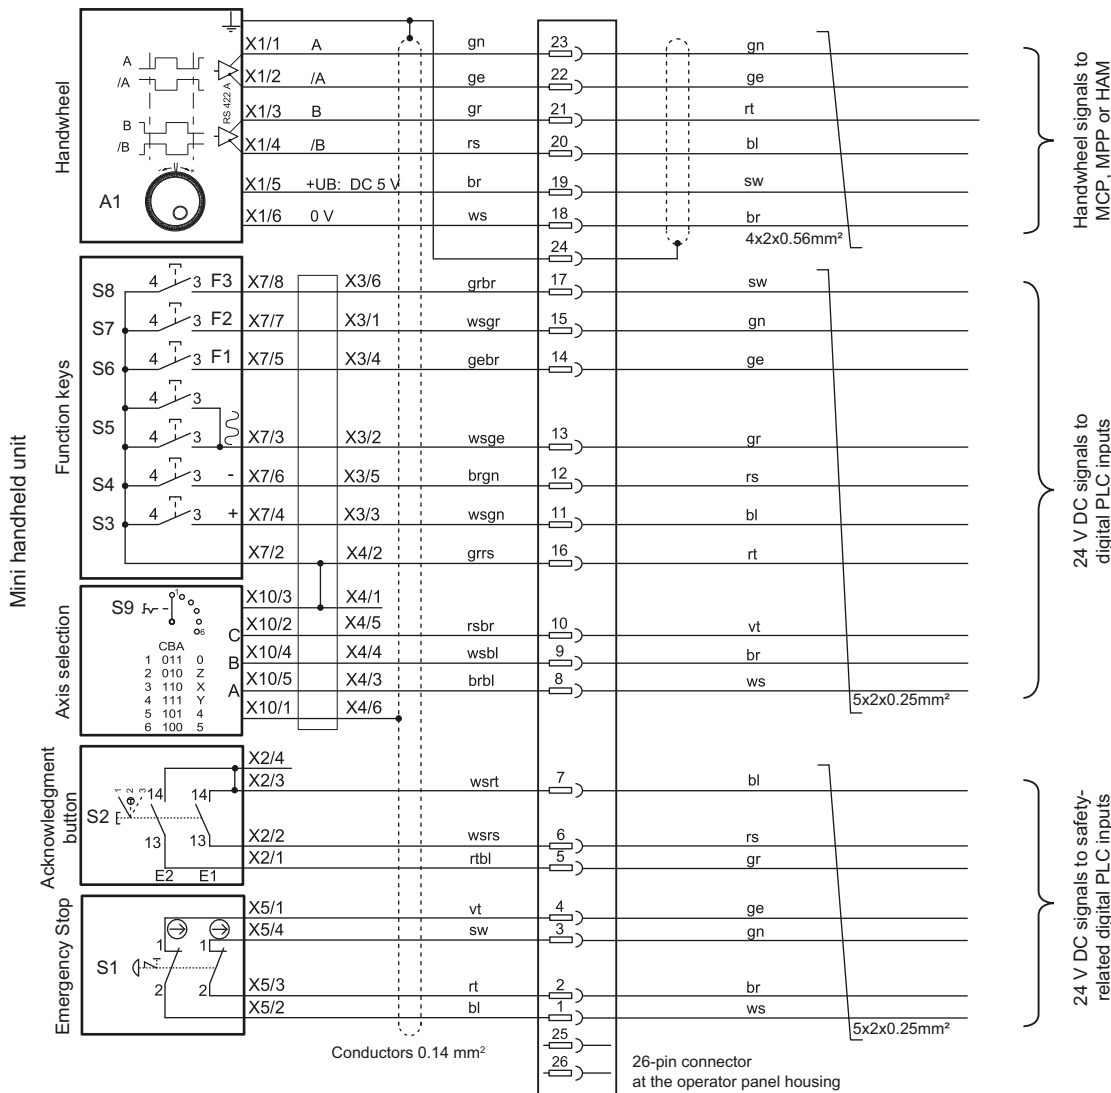 Mini handheld unit
Handwheel
A
/A
B
/B
RS 422 A
- +
A1
X1/1 A gn 23 gn
X1/2 /A ge 22 ge
X1/3 B gr 21 rt
X1/4 /B rs 20 bl
X1/5 +UB: DC 5 V br 19 sw
X1/6 0 V ws 18 br
4x2x0.56mm²
24
Handwheel signals to
MCP, MPP or HAM
Function keys
S8 4 3 F3 X7/8 X3/6 grbr 17 sw
S7 4 3 F2 X7/7 X3/1 wsgr 15 gn
S6 4 3 F1 X7/5 X3/4 gebr 14 ge
4 3
S5
4 3 X7/3 X3/2 wsge 13 gr
S4 4 3 - X7/6 X3/5 brgn 12 rs
S3 4 3 + X7/4 X3/3 wsgn 11 bl
X7/2 X4/2 grrs 16 rt
24 V DC signals to
digital PLC inputs
Axis selection
S9 1 6
X10/3 X4/1
C X10/2 X4/5 rsbr 10 vt
B X10/4 X4/4 wsbl 9 br
A X10/5 X4/3 brbl 8 ws
X10/1 X4/6
5x2x0.25mm²
CBA
1 011 0
2 010 Z
3 110 X
4 111 Y
5 101 4
6 100 5
Acknowledgment
button
X2/4
X2/3 wsrt 7 bl
1 2 3
14 14
S2
13 13
X2/2 wsrs 6 rs
X2/1 rtbl 5 gr
E2 E1
Emergency Stop
X5/1 vt 4 ge
X5/4 sw 3 gn
1 1
S1
2 2
X5/3 rt 2 br
X5/2 bl 1 ws
5x2x0.25mm²
24 V DC signals to safety-
related digital PLC inputs
25
26
Conductors 0.14 mm²
26-pin connector
at the operator panel housing